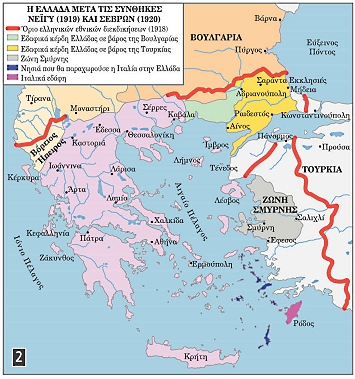 Η ΕΛΛΑΔΑ ΜΕΤΑ ΤΙΣ ΣΥΝΘΗΚΕΣ
ΝΕΪΓΥ (1919) ΚΑΙ ΣΕΒΡΩΝ (1920)
Όριο ελληνικών εθνικών διεκδικήσεων (1918)
Εδαφικά κέρδη Ελλάδας σε βάρος της Βουλγαρίας
Εδαφικά κέρδη Ελλάδας σε βάρος της Τουρκίας
Ζώνη Σμύρνης
Νησιά που θα παραχωρούσε η Ιταλία στην Ελλάδα
Ιταλικά εδάφη
Βάρνα
ΒΟΥΛΓΑΡΙΑ
Πύργος
Εύξεινος
Πόντος
Σαράντα Εκκλησιές
Μήδεια
Αδριανούπολη
Τίρανα
Μοναστήρι
Σέρρες
Καβάλα
Ραιδεστός
Κωνσταντινούπολη
Έδεσσα
Θεσσαλονίκη
Αίνος
Πάνορμος
Βόρειος
Ήπειρος
Καστοριά
Ίμβρος
Προύσα
Λήμνος
Ιωάννινα
Τένεδος
ΤΟΥΡΚΙΑ
Κέρκυρα
Λάρισα
Άρτα
Αιγαίο Πέλαγος
Λέσβος
ΖΩΝΗ
ΣΜΥΡΝΗΣ
Λαμία
Σαλιχλί
Χαλκίδα
Σμύρνη
Κεφαλληνία
Πάτρα
Αθήνα
Έφεσος
Ιόνιο Πέλαγος
Ζάκυνθος
Ερμούπολη
Ρόδος
Κρήτη
2